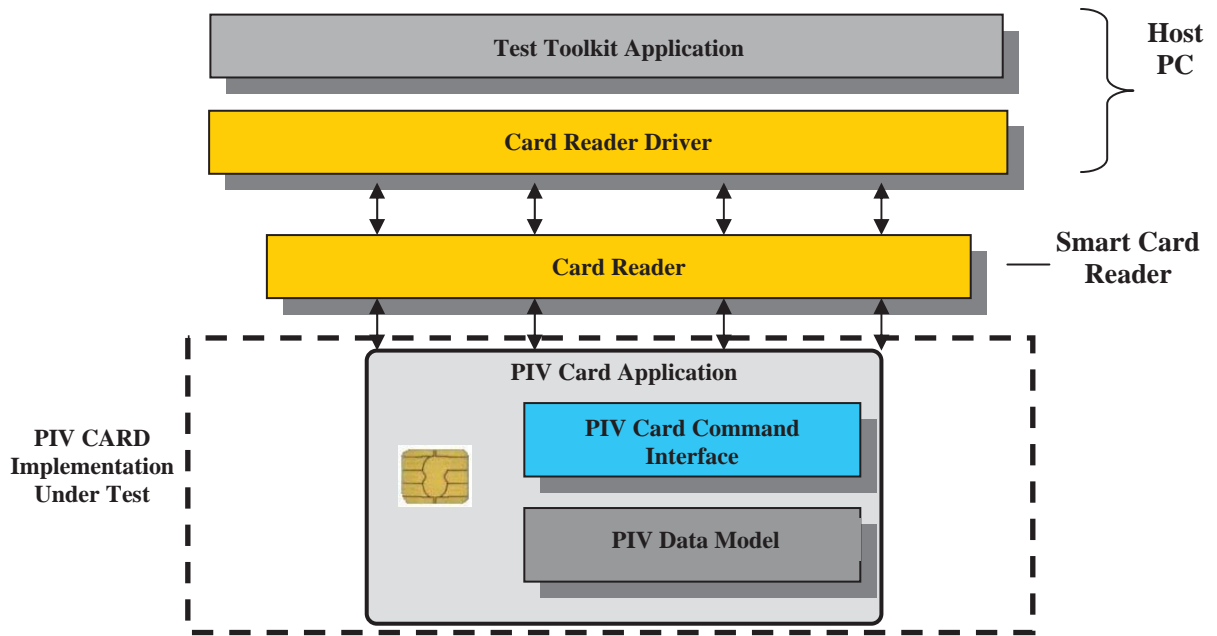 Test Toolkit Application
Host
PC
Card Reader Driver
Card Reader
Smart Card
Reader
PIV Card Application
PIV Card Command
Interface
PIV CARD
Implementation
Under Test
PIV Data Model